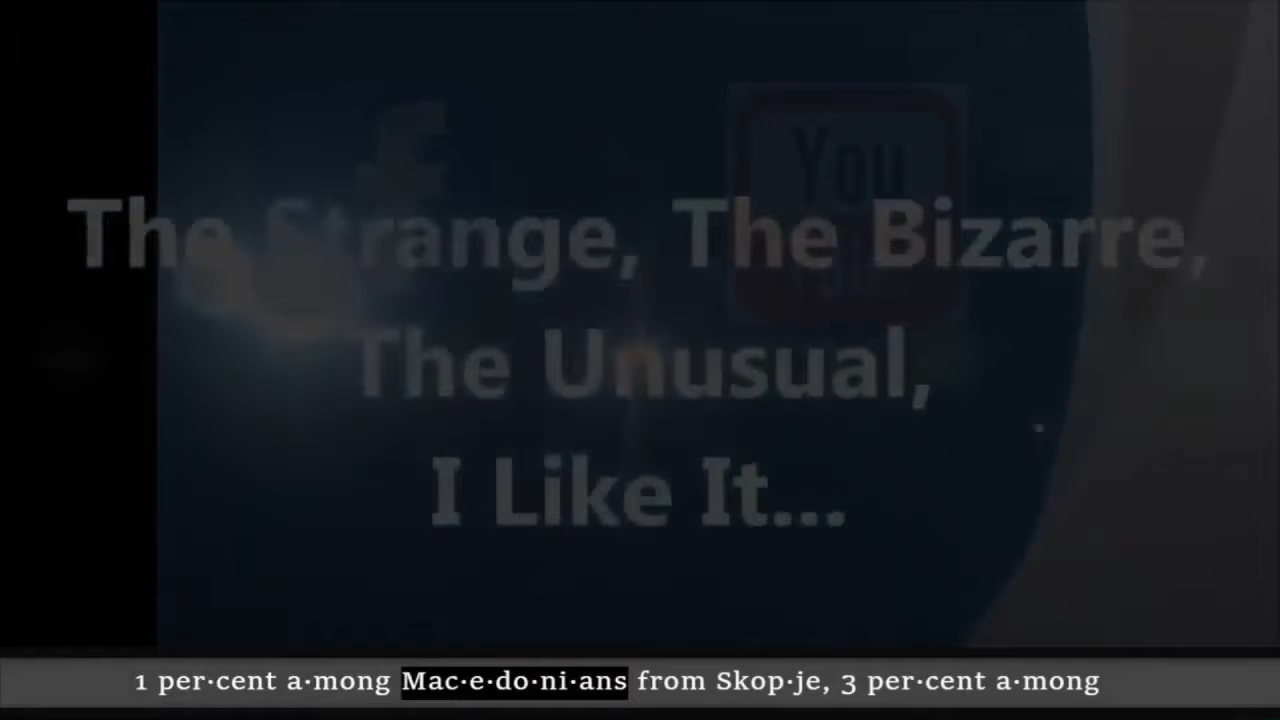 You
The Strange, The Bizarre,
The Unusual,
I Like It...
1 per·cent a·mong Mac·e·do·ni·ans from Skop·je, 3 per·cent a·mong